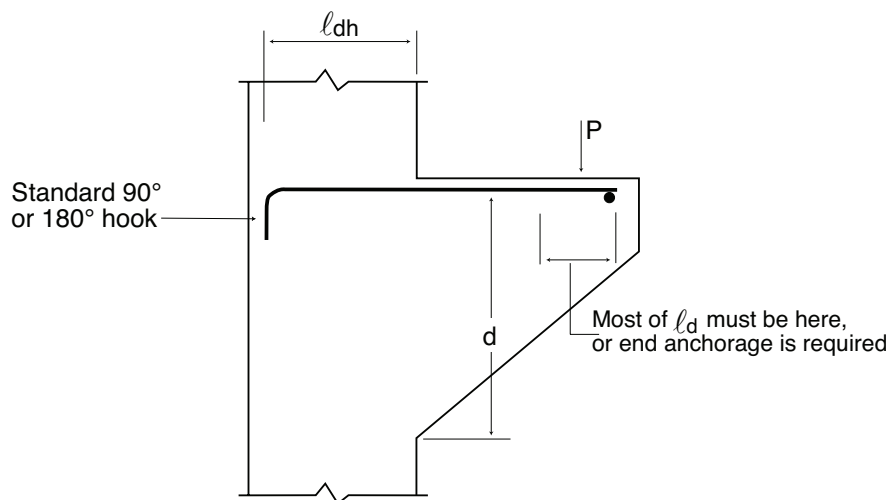 ℓdh
P
Standard 90°
or 180° hook
d
Most of ℓd must be here,
or end anchorage is required